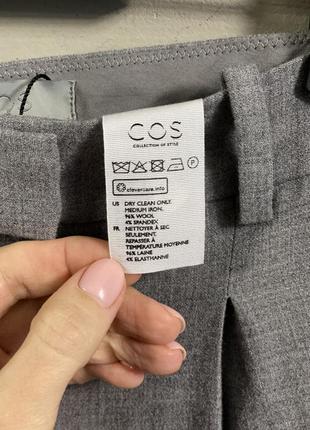 COS
COLLECTION OF STYLE
P
clevercare.info
US DRY CLEAN ONLY.
MEDIUM IRON.
96% WOOL
4% SPANDEX
FR NETTOYER À SEC
SEULEMENT.
REPASSER À
TEMPÉRATURE MOYENNE
96% LAINE
4% ELASTHANNE